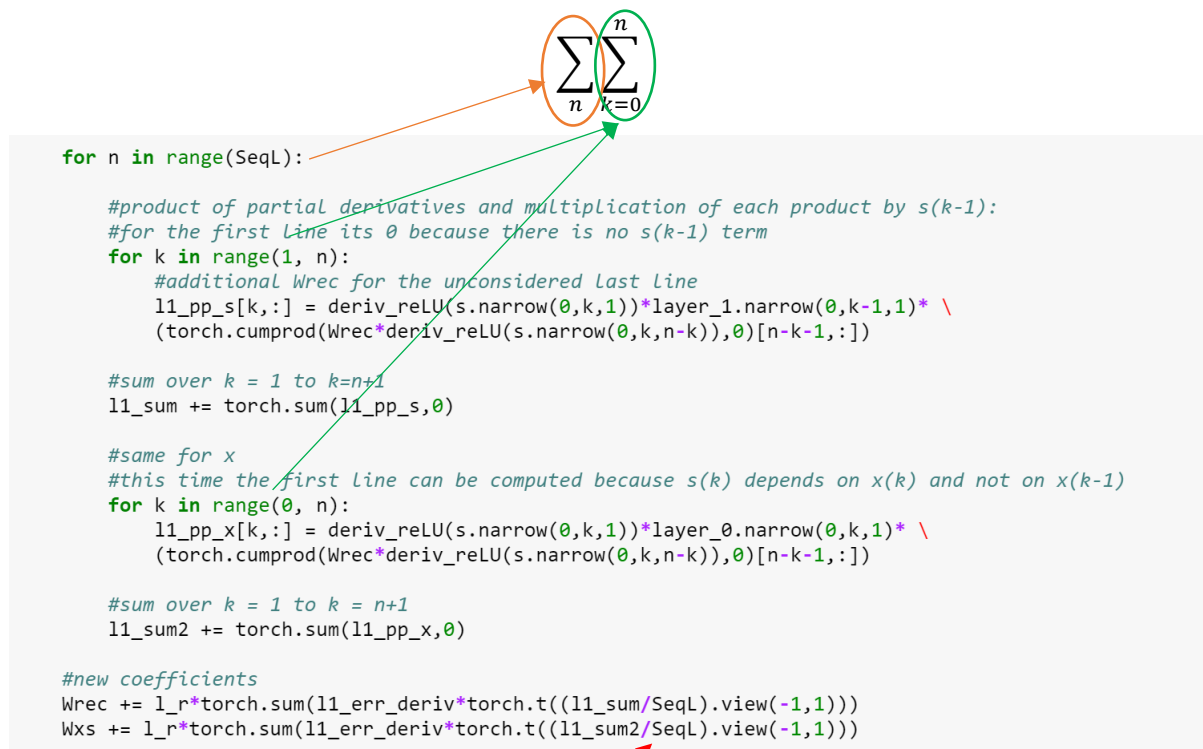 n
∑∑
n k=0
for n in range(SeqL):
#product of partial derivatives and multiplication of each product by s(k-1):
#for the first line its 0 because there is no s(k-1) term
for k in range(1, n):
#additional Wrec for the unconsidered last line
l1_pp_s[k,:] = deriv_reLU(s.narrow(0,k,1))*layer_1.narrow(0,k-1,1)* \
(torch.cumprod(Wrec*deriv_reLU(s.narrow(0,k,n-k)),0)[n-k-1,:])
#sum over k = 1 to k=n+1
l1_sum += torch.sum(l1_pp_s,0)
#same for x
#this time the first line can be computed because s(k) depends on x(k) and not on x(k-1)
for k in range(0, n):
l1_pp_x[k,:] = deriv_reLU(s.narrow(0,k,1))*layer_0.narrow(0,k,1)* \
(torch.cumprod(Wrec*deriv_reLU(s.narrow(0,k,n-k)),0)[n-k-1,:])
#sum over k = 1 to k = n+1
l1_sum2 += torch.sum(l1_pp_x,0)
#new coefficients
Wrec += l_r*torch.sum(l1_err_deriv*torch.t((l1_sum/SeqL).view(-1,1)))
Wxs += l_r*torch.sum(l1_err_deriv*torch.t((l1_sum2/SeqL).view(-1,1)))